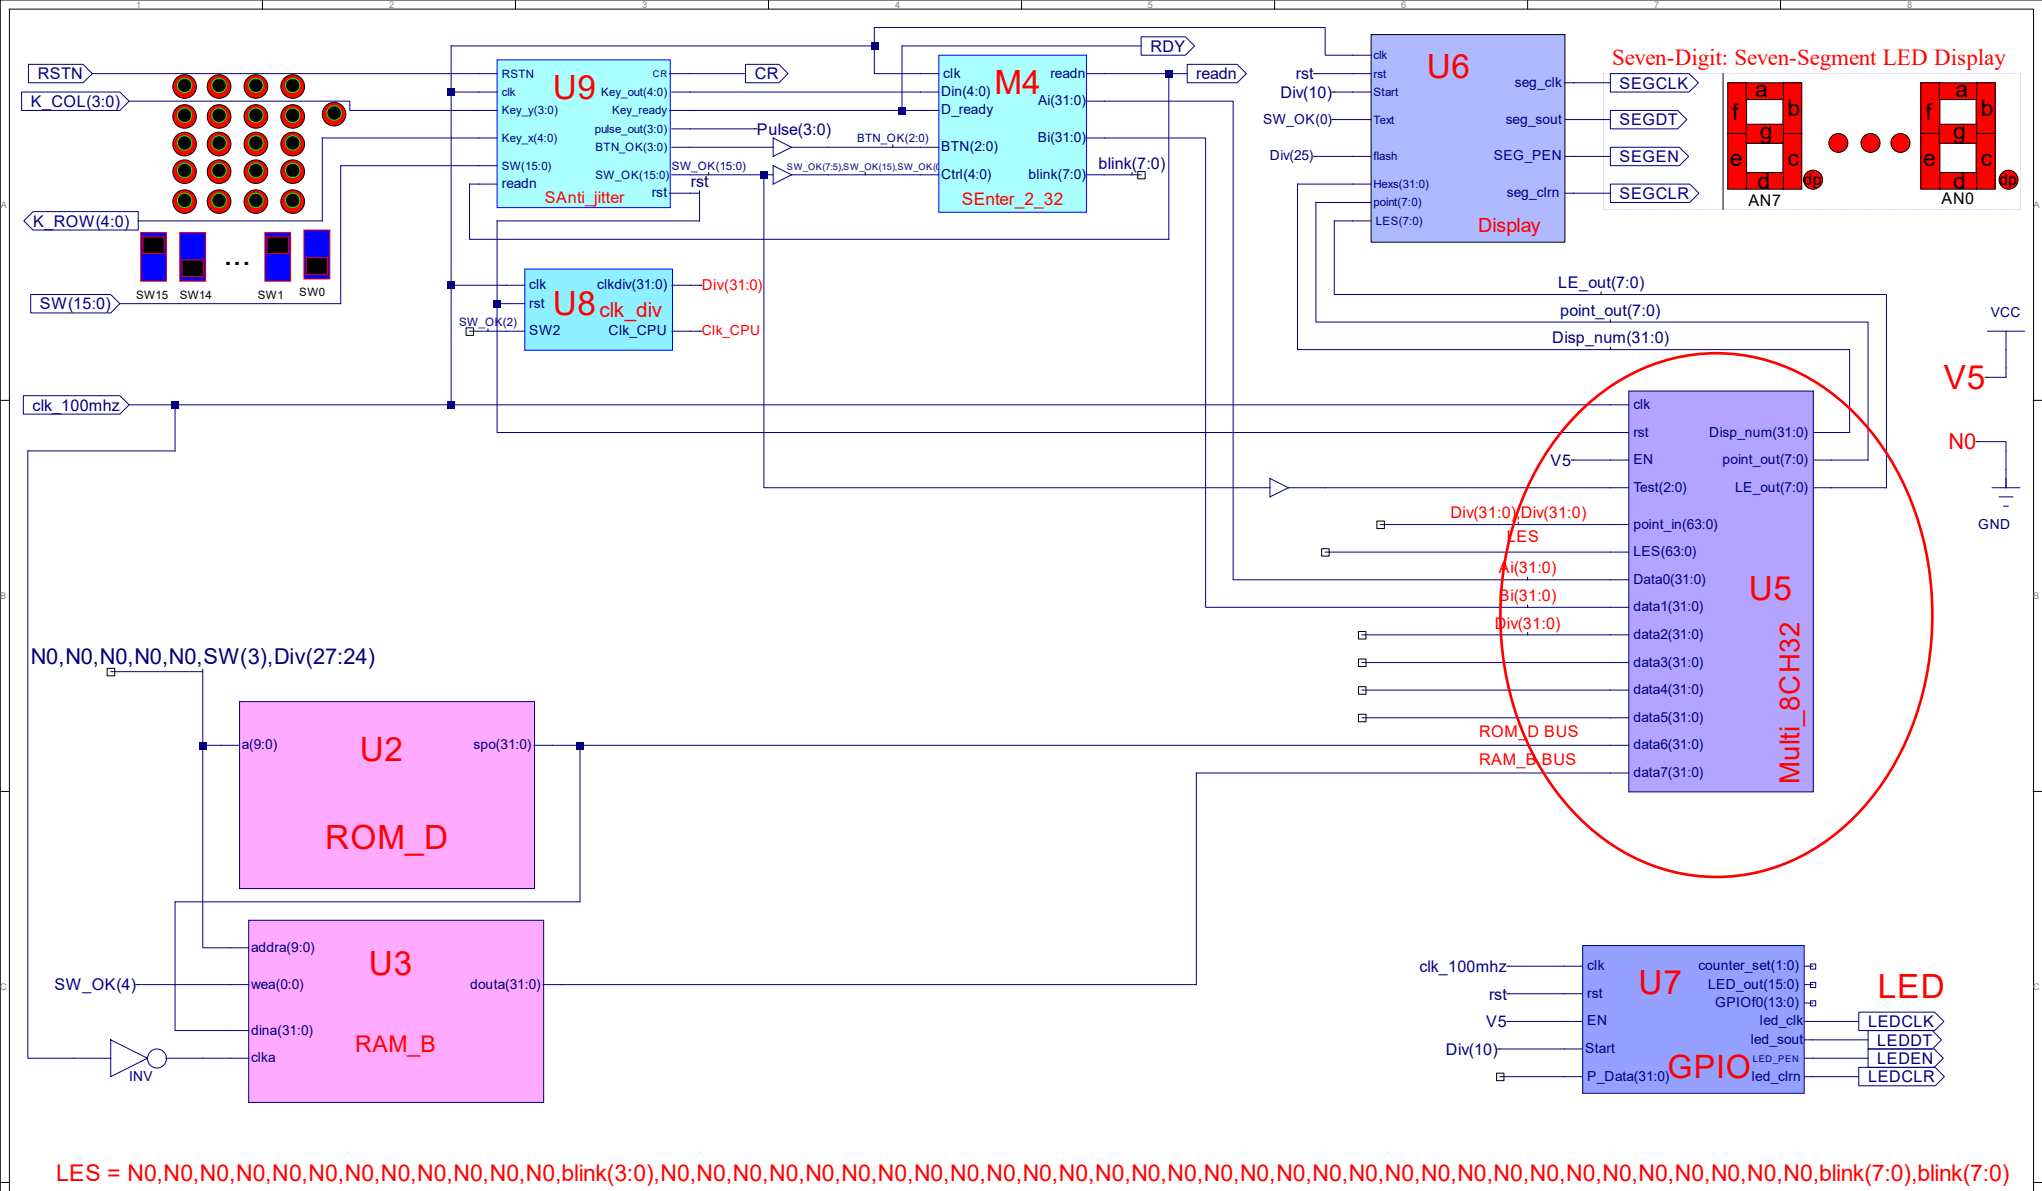 1 2 3 4 5 6 7 8
RSTN
K_COL(3:0)
K_ROW(4:0)
SW15 SW14 ... SW1 SW0
SW(15:0)
clk_100mhz
U9
RSTN
clk
Key_y(3:0)
Key_x(4:0)
SW(15:0)
readn
CR
Key_out(4:0)
Key_ready
pulse_out(3:0)
BTN_OK(3:0)
SW_OK(15:0)
rst
SAnti_jitter
CR
Pulse(3:0)
SW_OK(15:0)
rst
BTN_OK(2:0)
SW_OK(7:5),SW_OK(15),SW_OK(
M4
clk
Din(4:0)
D_ready
BTN(2:0)
Ctrl(4:0)
readn
Ai(31:0)
Bi(31:0)
blink(7:0)
SEnter_2_32
RDY
readn
blink(7:0)
U8
clk
rst
SW2
clkdiv(31:0)
clk_div
Clk_CPU
SW_OK(2)
Div(31:0)
Clk_CPU
rst
Div(10)
SW_OK(0)
Div(25)
U6
clk
rst
Start
Text
flash
Hexs(31:0)
point(7:0)
LES(7:0)
seg_clk
seg_sout
SEG_PEN
seg_clrn
Display
SEGCLK
SEGDT
SEGEN
SEGCLR
Seven-Digit: Seven-Segment LED Display
a
f b
g
e c
d
dp
AN7
a
f b
g
e c
d
dp
AN0
LE_out(7:0)
point_out(7:0)
Disp_num(31:0)
VCC
V5
N0
GND
V5
Div(31:0),Div(31:0)
LES
Ai(31:0)
Bi(31:0)
Div(31:0)
ROM_D BUS
RAM_B BUS
clk
rst
EN
Test(2:0)
point_in(63:0)
LES(63:0)
Data0(31:0)
data1(31:0)
data2(31:0)
data3(31:0)
data4(31:0)
data5(31:0)
data6(31:0)
data7(31:0)
Disp_num(31:0)
point_out(7:0)
LE_out(7:0)
U5
Multi_8CH32
N0,N0,N0,N0,N0,SW(3),Div(27:24)
a(9:0)
U2
spo(31:0)
ROM_D
SW_OK(4)
INV
addra(9:0)
wea(0:0)
dina(31:0)
clka
U3
douta(31:0)
RAM_B
clk_100mhz
rst
V5
Div(10)
clk
rst
EN
Start
P_Data(31:0)
U7
GPIO
counter_set(1:0)
LED_out(15:0)
GPIOf0(13:0)
led_clk
led_sout
LED_PEN
led_clrn
LED
LEDCLK
LEDDT
LEDEN
LEDCLR
A
B
C
A
B
C
LES = N0,N0,N0,N0,N0,N0,N0,N0,N0,N0,N0,N0,blink(3:0),N0,N0,N0,N0,N0,N0,N0,N0,N0,N0,N0,N0,N0,N0,N0,N0,N0,N0,N0,N0,N0,N0,N0,N0,N0,N0,N0,N0,N0,N0,N0,N0,blink(7:0),blink(7:0)